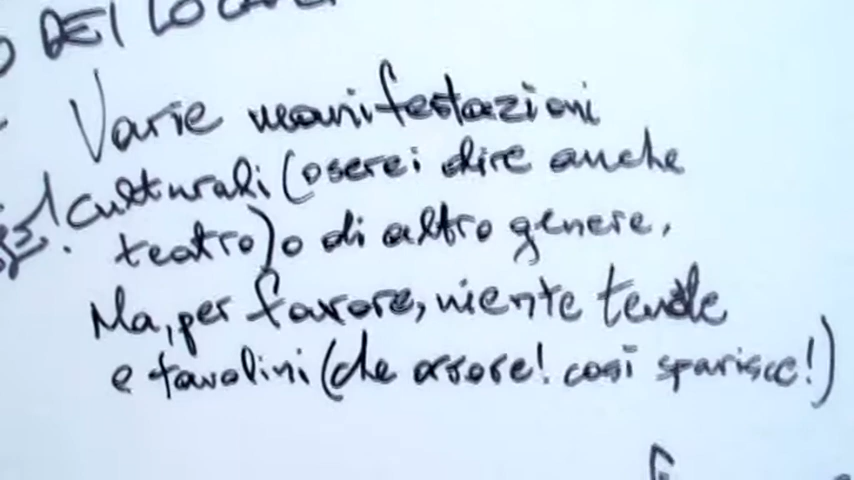 DEI LOCALI
Varie manifestazioni
culturali (oserei dire anche
teatro) o di altro genere.
Ma, per favore, niente tende
e tavolini (che orrore! così sparisce!)